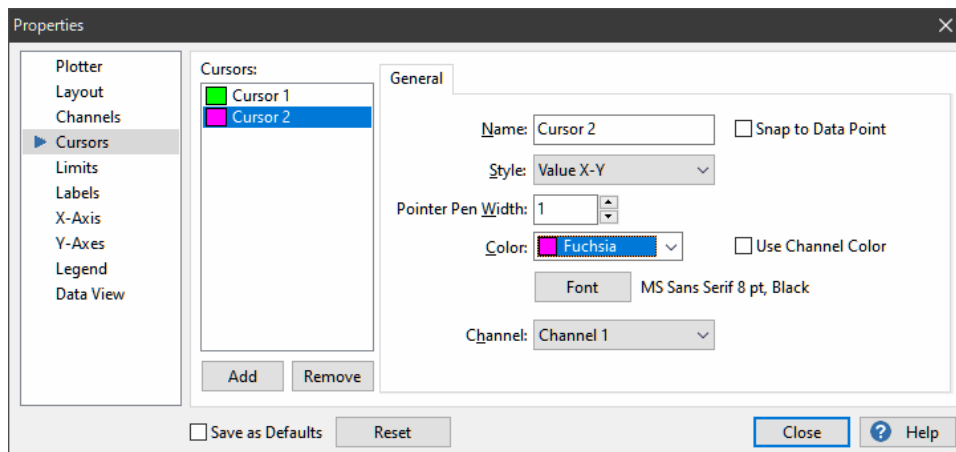 Properties
Plotter
Layout
Channels
Cursors
Limits
Labels
X-Axis
Y-Axes
Legend
Data View
Cursors:
Cursor 1
Cursor 2
Add Remove
General
Name: Cursor 2 Snap to Data Point
Style: Value X-Y
Pointer Pen Width: 1
Color: Fuchsia Use Channel Color
Font MS Sans Serif 8 pt, Black
Channel: Channel 1
Save as Defaults Reset Close ? Help